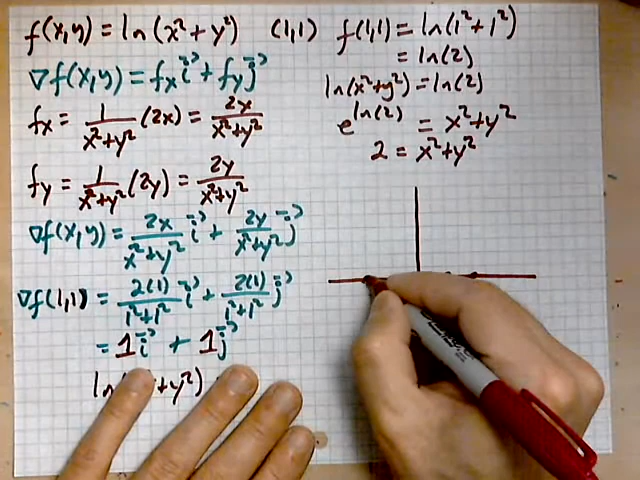 f(x,y) = ln(x²+y²) (1,1) f(1,1) = ln(1²+1²)
= ln(2)
∇f(x,y) = fx i⃗ + fy j⃗
ln(x²+y²) = ln(2)
fx = 1/(x²+y²) (2x) = 2x/(x²+y²)
e^ln(2) = x²+y²
2 = x²+y²
fy = 1/(x²+y²) (2y) = 2y/(x²+y²)
∇f(x,y) = 2x/(x²+y²) i⃗ + 2y/(x²+y²) j⃗
∇f(1,1) = 2(1)/(1²+1²) i⃗ + 2(1)/(1²+1²) j⃗
= 1i⃗ + 1j⃗
ln( +y²)